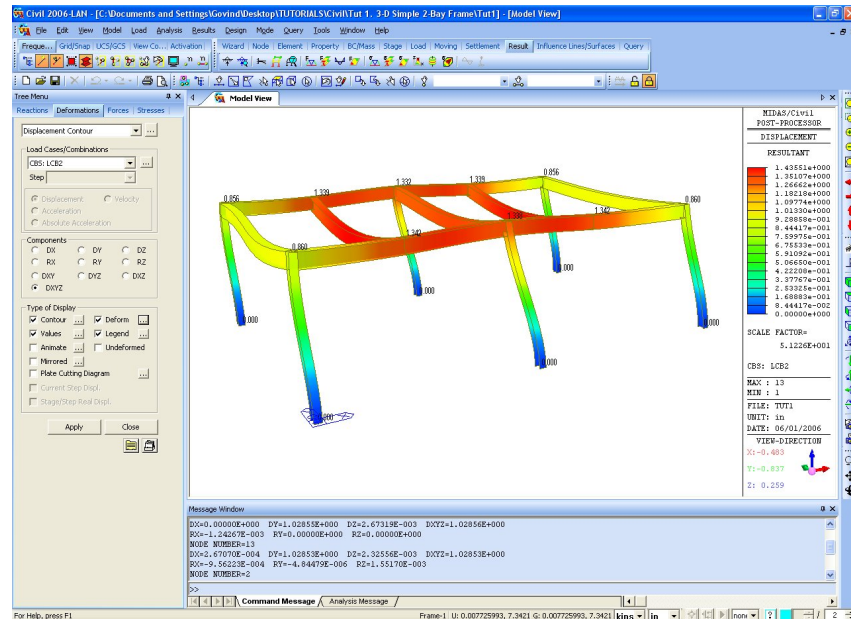 Civil 2006-LAN - [C:\Documents and Settings\Govind\Desktop\TUTORIALS\Civil\Tut 1. 3-D Simple 2-Bay Frame\Tut1] - [Model View]
File Edit View Model Load Analysis Results Design Mode Query Tools Window Help
Freque... Grid/Snap UCS/GCS View Co... Activation Wizard Node Element Property BC/Mass Stage Load Moving Settlement Result Influence Lines/Surfaces Query
Tree Menu
Model View
Reactions Deformations Forces Stresses
Displacement Contour
Load Cases/Combinations
CBS: LCB2
Step
Displacement Velocity
Acceleration
Absolute Acceleration
Components
DX DY DZ
RX RY RZ
DXY DYZ DXZ
DXYZ
Type of Display
Contour ... Deform ...
Values ... Legend ...
Animate ... Undeformed
Mirrored ...
Plate Cutting Diagram ...
Current Step Displ.
Stage/Step Real Displ.
Apply Close
0.856
1.339
1.332
1.339
0.856
0.860
1.342
1.342
0.860
0.000
0.000
0.000
0.000
MIDAS/Civil
POST-PROCESSOR
DISPLACEMENT
RESULTANT
1.43551e+000
1.35107e+000
1.26662e+000
1.18218e+000
1.09774e+000
1.01330e+000
9.28858e-001
8.44417e-001
7.59975e-001
6.75533e-001
5.91092e-001
5.06650e-001
4.22208e-001
3.37767e-001
2.53325e-001
1.68883e-001
8.44417e-002
0.00000e+000
SCALE FACTOR=
5.1226E+001
CBS: LCB2
MAX : 13
MIN : 1
FILE: TUT1
UNIT: in
DATE: 06/01/2006
VIEW-DIRECTION
X:-0.483
Y:-0.837
Z: 0.259
Message Window
DX=0.00000E+000 DY=1.02855E+000 DZ=2.67319E-003 DXYZ=1.02856E+000
RX=-1.24267E-003 RY=0.00000E+000 RZ=0.00000E+000
NODE NUMBER=13
DX=2.67070E-004 DY=1.02853E+000 DZ=2.32556E-003 DXYZ=1.02853E+000
RX=-9.56223E-004 RY=-4.84479E-006 RZ=1.55170E-003
NODE NUMBER=2
>>
Command Message Analysis Message
For Help, press F1
Frame-1 U: 0.007725993, 7.3421 G: 0.007725993, 7.3421 kips in non 2